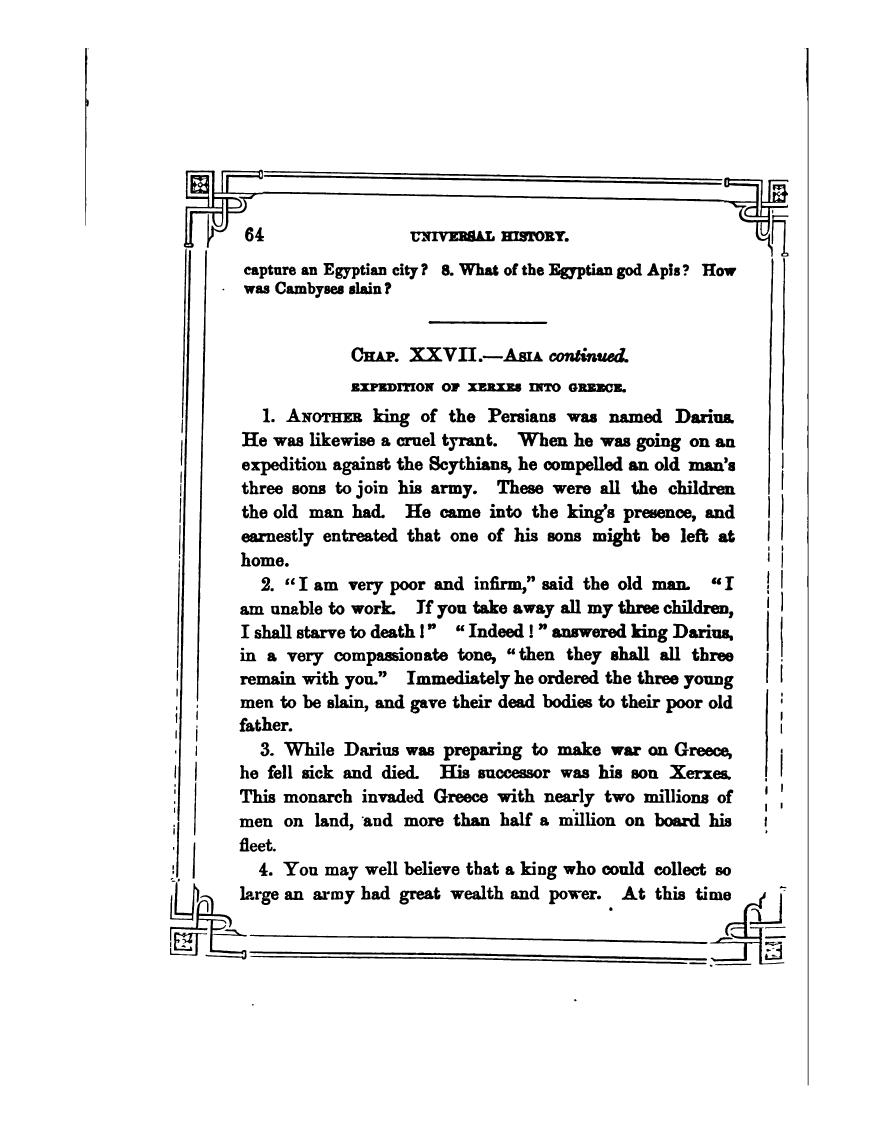 64 UNIVERSAL HISTORY.
capture an Egyptian city? 8. What of the Egyptian god Apis? How
was Cambyses slain?
CHAP. XXVII.—ASIA continued.
EXPEDITION OF XERXES INTO GREECE.
1. ANOTHER king of the Persians was named Darius.
He was likewise a cruel tyrant. When he was going on an
expedition against the Scythians, he compelled an old man's
three sons to join his army. These were all the children
the old man had. He came into the king's presence, and
earnestly entreated that one of his sons might be left at
home.
2. "I am very poor and infirm," said the old man. "I
am unable to work. If you take away all my three children,
I shall starve to death!" "Indeed!" answered king Darius,
in a very compassionate tone, "then they shall all three
remain with you." Immediately he ordered the three young
men to be slain, and gave their dead bodies to their poor old
father.
3. While Darius was preparing to make war on Greece,
he fell sick and died. His successor was his son Xerxes.
This monarch invaded Greece with nearly two millions of
men on land, and more than half a million on board his
fleet.
4. You may well believe that a king who could collect so
large an army had great wealth and power. At this time